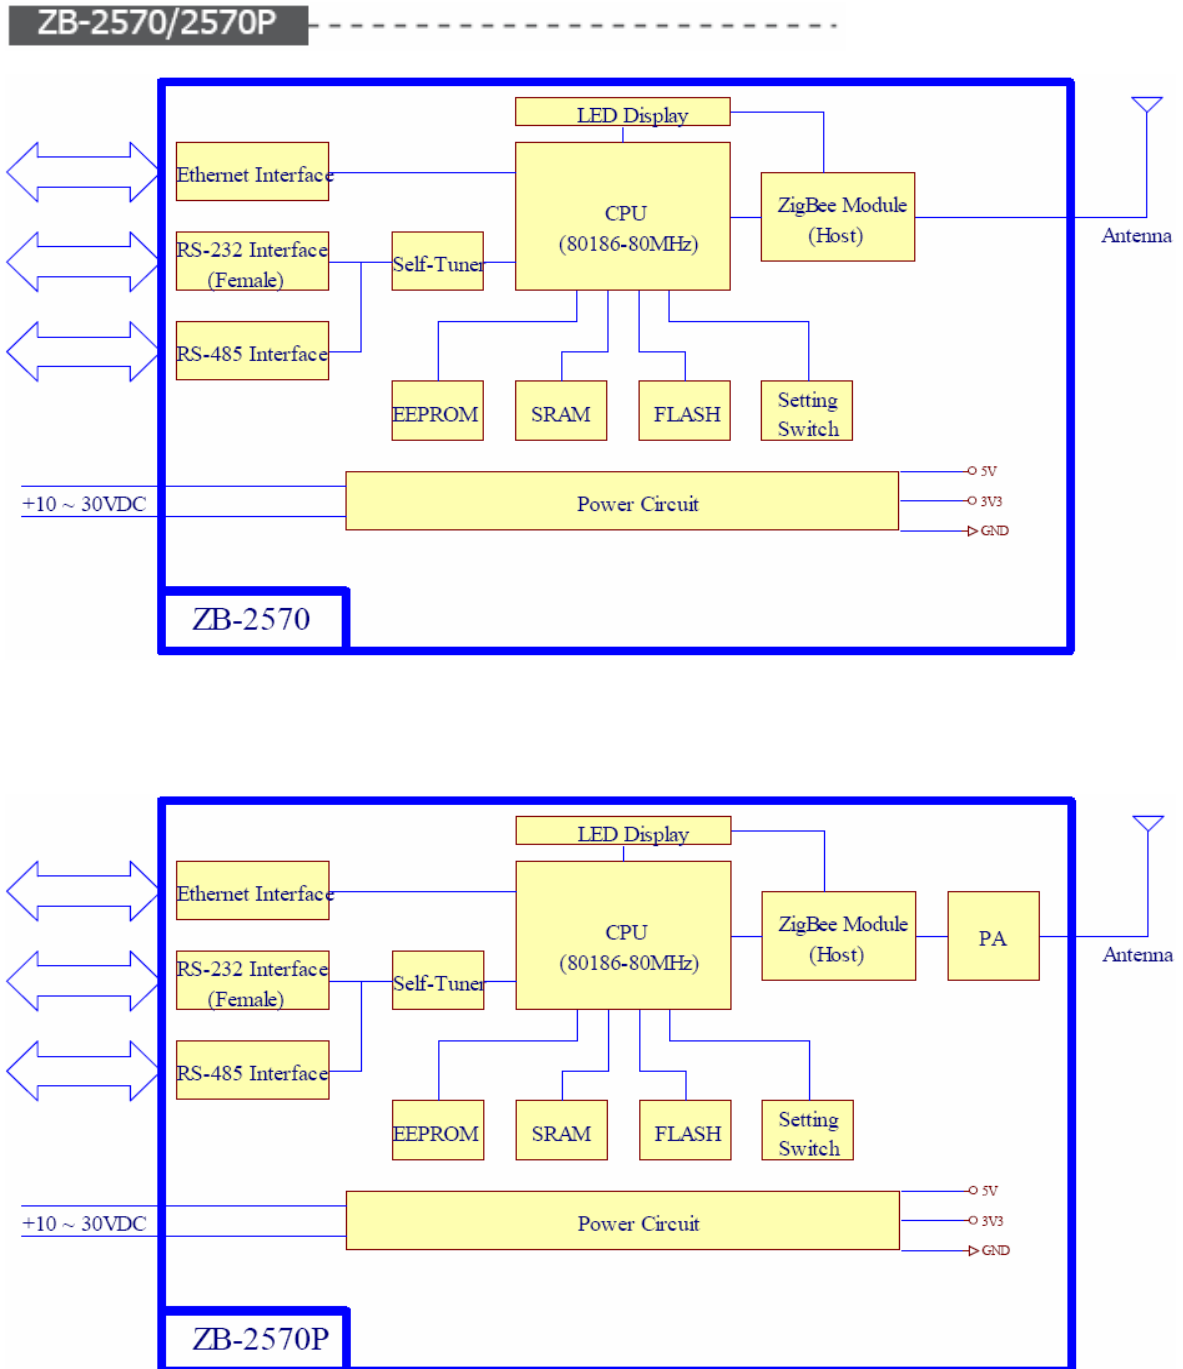 ZB-2570/2570P
LED Display
Ethernet Interface
CPU
(80186-80MHz)
ZigBee Module
(Host)
Antenna
RS-232 Interface
(Female)
Self-Tuner
RS-485 Interface
EEPROM
SRAM
FLASH
Setting
Switch
+10 ~ 30VDC
Power Circuit
5V
3V3
GND
ZB-2570
LED Display
Ethernet Interface
CPU
(80186-80MHz)
ZigBee Module
(Host)
PA
Antenna
RS-232 Interface
(Female)
Self-Tuner
RS-485 Interface
EEPROM
SRAM
FLASH
Setting
Switch
+10 ~ 30VDC
Power Circuit
5V
3V3
GND
ZB-2570P